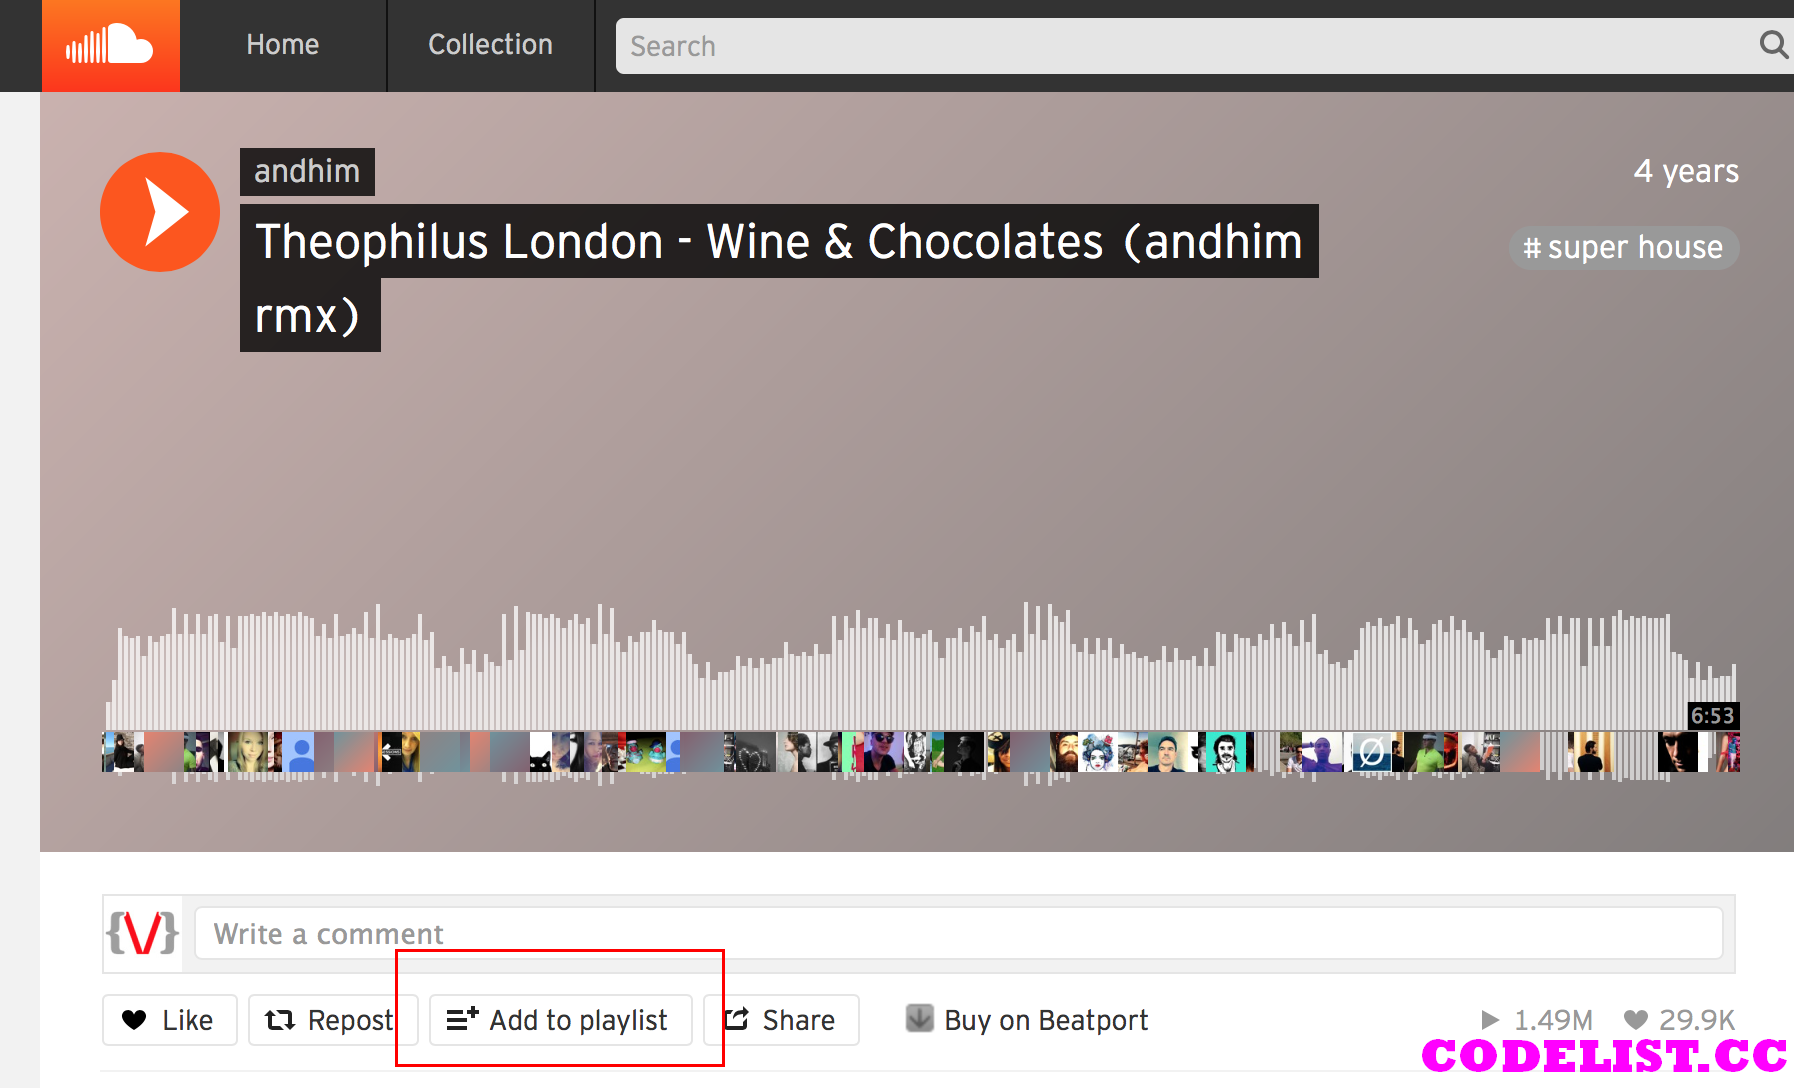 Home
Collection
Search
andhim
4 years
Theophilus London - Wine & Chocolates (andhim
rmx)
# super house
6:53
{V}
Write a comment
Like
Repost
Add to playlist
Share
Buy on Beatport
1.49M
29.9K
CODELIST.CC